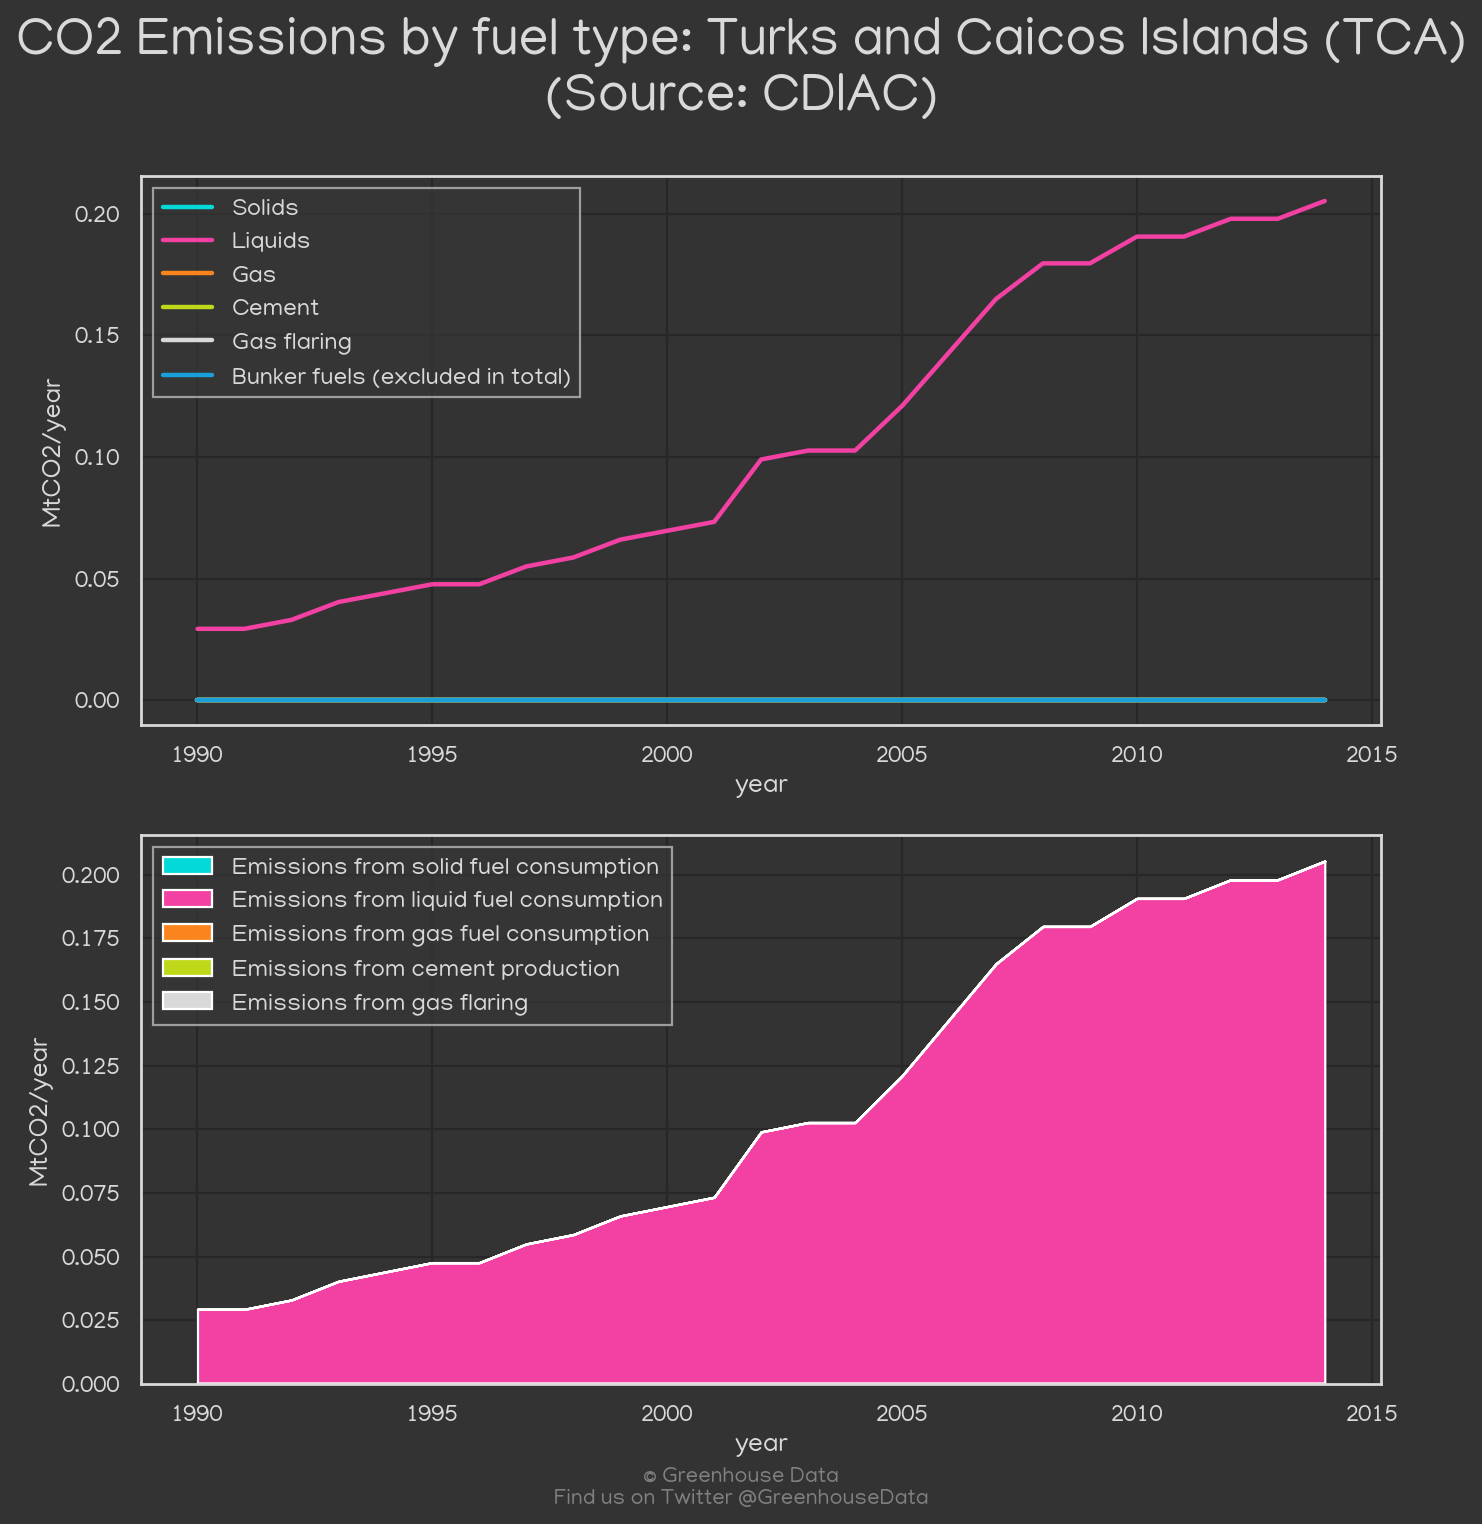 CO2 Emissions by fuel type: Turks and Caicos Islands (TCA)
(Source: CDIAC)
Solids
Liquids
Gas
Cement
Gas flaring
Bunker fuels (excluded in total)
0.20
0.15
0.10
0.05
0.00
MtCO2/year
1990 1995 2000 2005 2010 2015
year
Emissions from solid fuel consumption
Emissions from liquid fuel consumption
Emissions from gas fuel consumption
Emissions from cement production
Emissions from gas flaring
0.200
0.175
0.150
0.125
0.100
0.075
0.050
0.025
0.000
MtCO2/year
1990 1995 2000 2005 2010 2015
year
© Greenhouse Data
Find us on Twitter @GreenhouseData